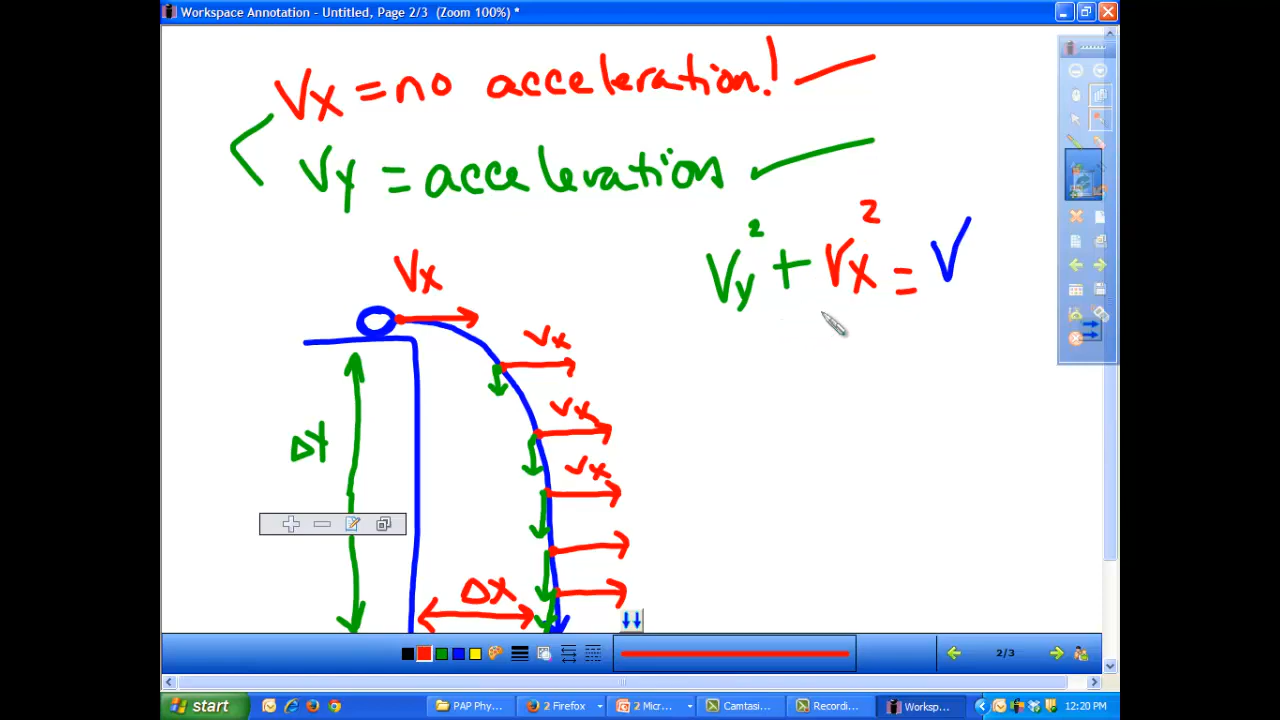 Workspace Annotation - Untitled, Page 2/3 (Zoom 100%) *
Vx = no acceleration!
Vy = acceleration
Vy² + Vx² = V
Vx
Vx
Vx
Vx
ΔY
ΔX
2/3
start
PAP Phy...
2 Firefox
2 Micr...
Camtasi...
Recordi...
Worksp...
12:20 PM